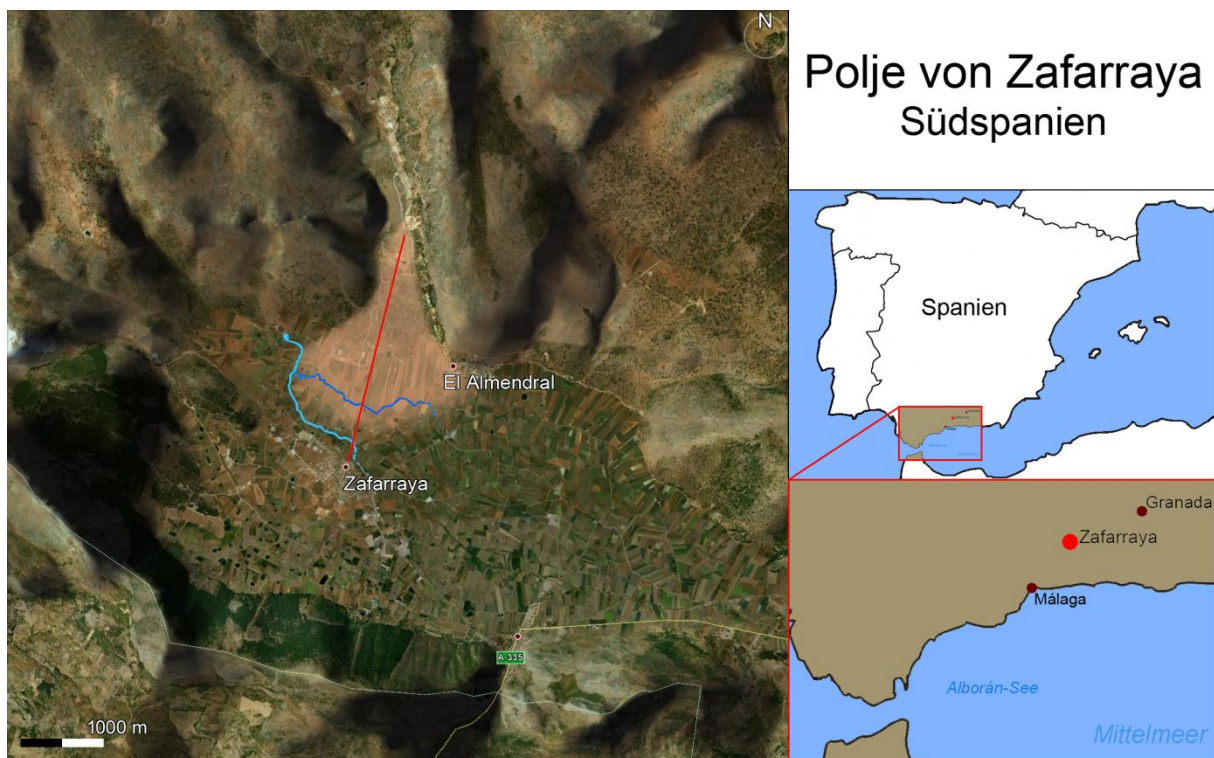 N
El Almendral
Zafarraya
A-335
1000 m
Polje von Zafarraya
Südspanien
Spanien
Granada
Zafarraya
Málaga
Alborán-See
Mittelmeer